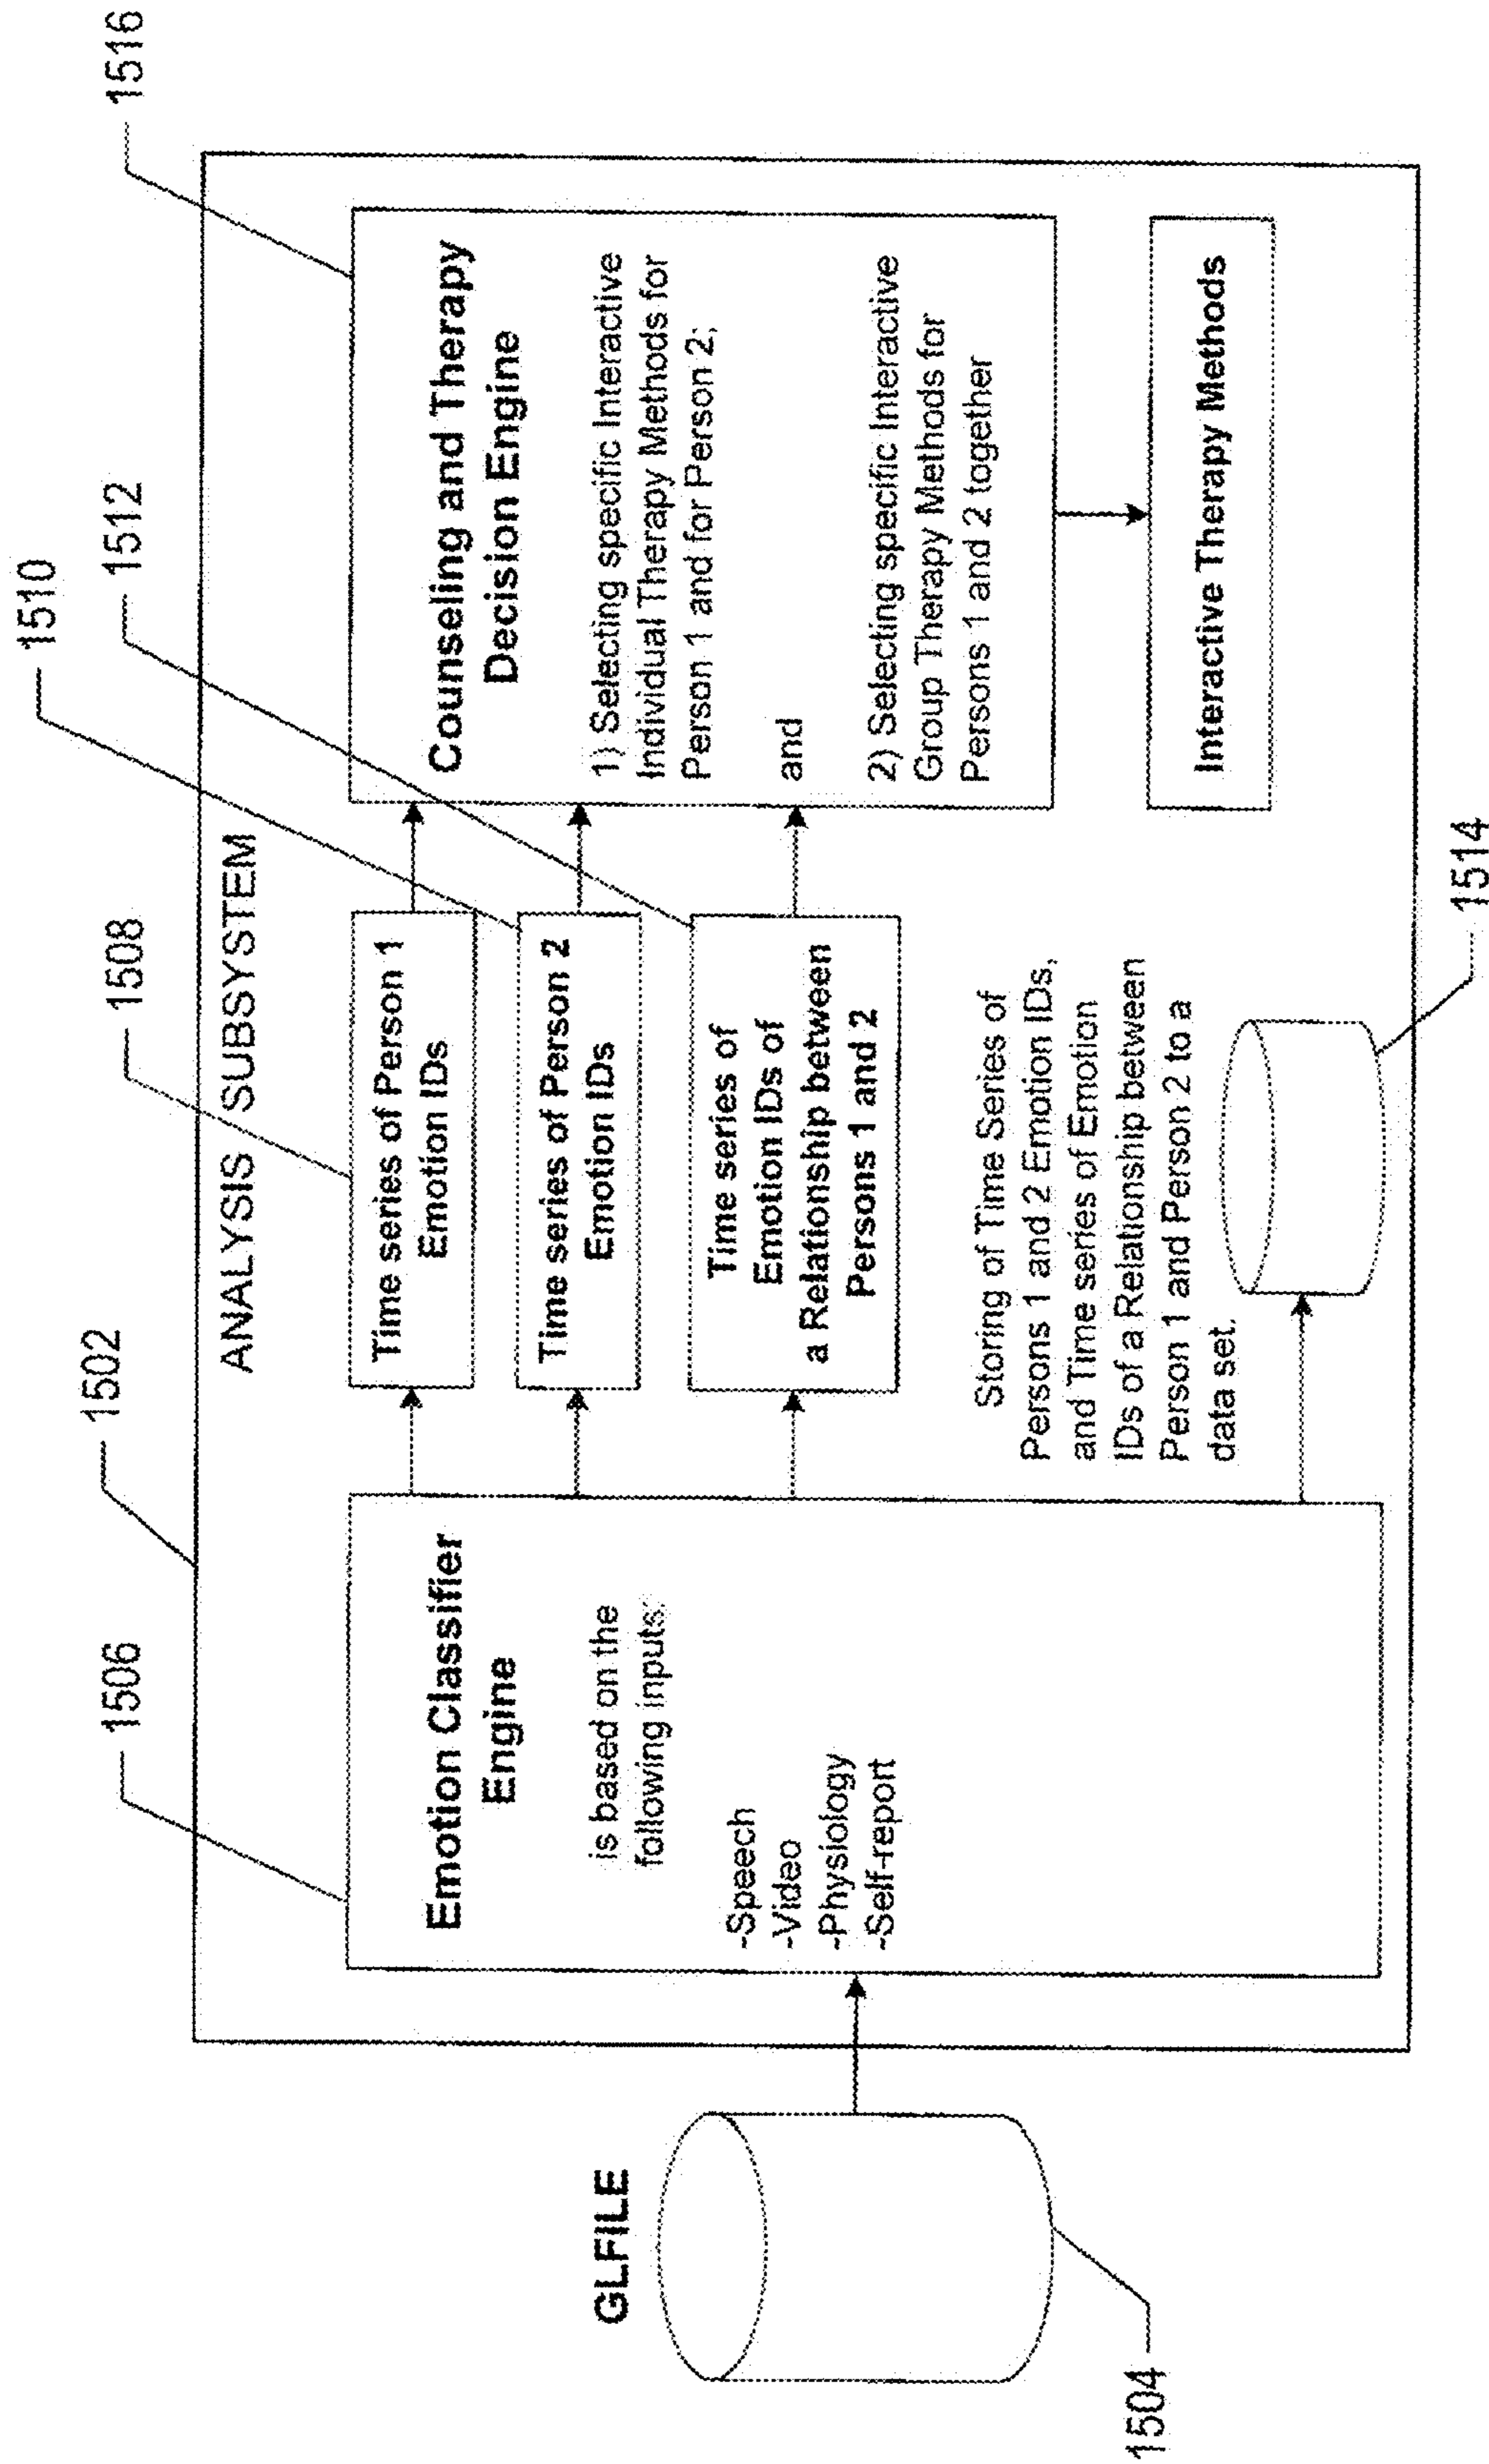 1516
1510
1512
1508
1502
1506
ANALYSIS SUBSYSTEM
GLFILE
1504
Emotion Classifier
Engine
is based on the
following inputs:
-Speech
-Video
-Physiology
-Self-report
Time series of Person 1
Emotion IDs
Time series of Person 2
Emotion IDs
Time series of
Emotion IDs of
a Relationship between
Persons 1 and 2
Storing of Time Series of
Persons 1 and 2 Emotion IDs,
and Time series of Emotion
IDs of a Relationship between
Person 1 and Person 2 to a
data set.
1514
Counseling and Therapy
Decision Engine
1) Selecting specific Interactive
Individual Therapy Methods for
Person 1 and for Person 2;
and
2) Selecting specific Interactive
Group Therapy Methods for
Persons 1 and 2 together
Interactive Therapy Methods